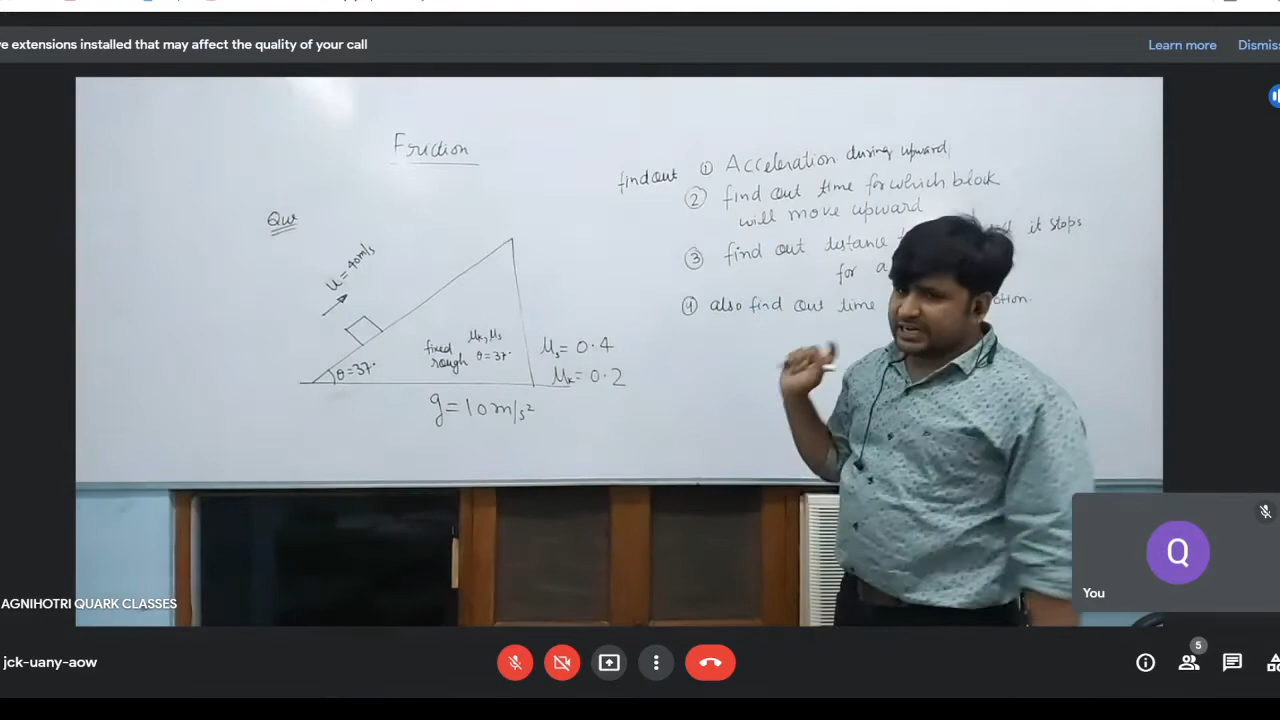 e extensions installed that may affect the quality of your call
Learn more
Dismis
Friction
Que
u = 40m/s
θ=37°
fixed μk, μs
rough θ=37°
μs = 0.4
μk = 0.2
g = 10 m/s²
find out ① Acceleration during upward
② find out time for which block
will move upward
③ find out distance it stops
for a
④ also find out time otion.
AGNIHOTRI QUARK CLASSES
Q
You
jck-uany-aow
5